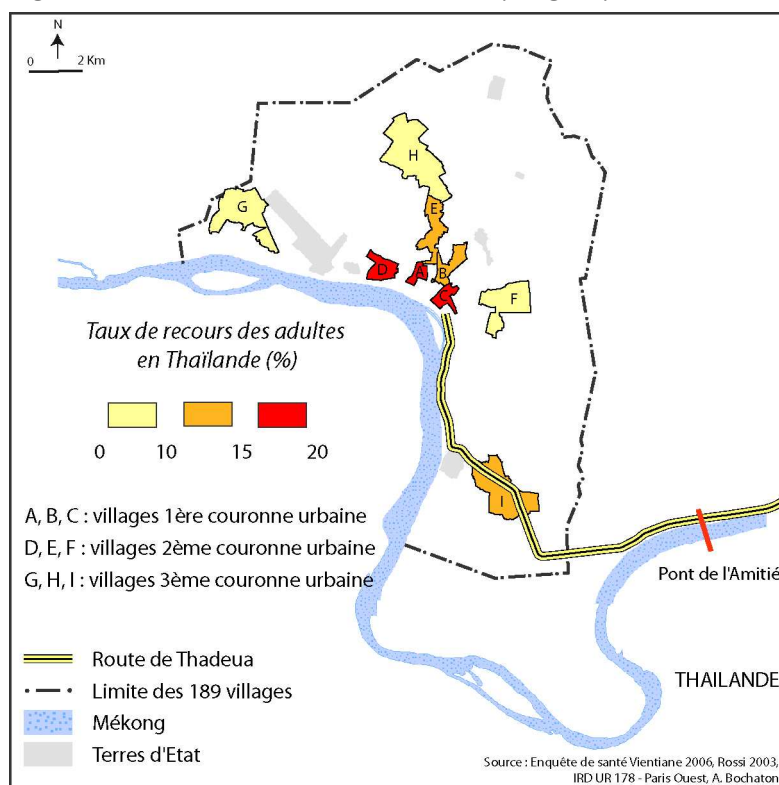 N
0 2 Km
H
E
G
D
A
B
C
F
Taux de recours des adultes
en Thaïlande (%)
0 10 15 20
I
A, B, C : villages 1ère couronne urbaine
D, E, F : villages 2ème couronne urbaine
G, H, I : villages 3ème couronne urbaine
Pont de l'Amitié
Route de Thadeua
Limite des 189 villages
Mékong
Terres d'Etat
THAILANDE
Source : Enquête de santé Vientiane 2006, Rossi 2003,
IRD UR 178 - Paris Ouest, A. Bochaton